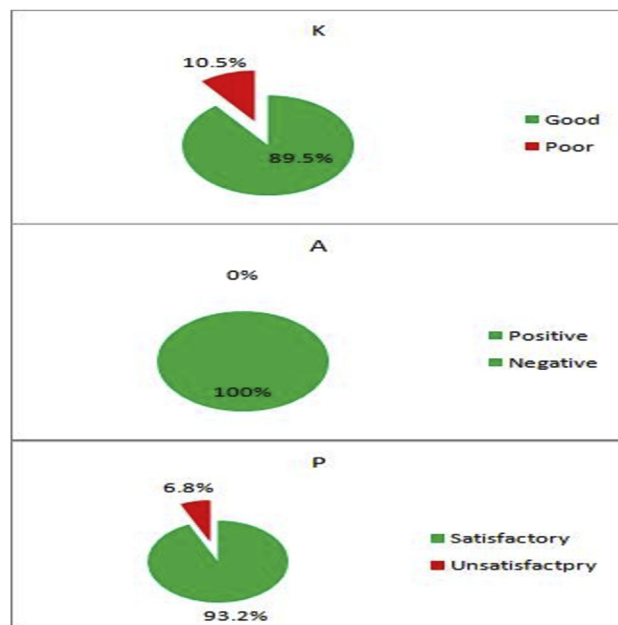 K
10.5%
89.5%
Good
Poor
A
0%
100%
Positive
Negative
P
6.8%
93.2%
Satisfactory
Unsatisfactpry